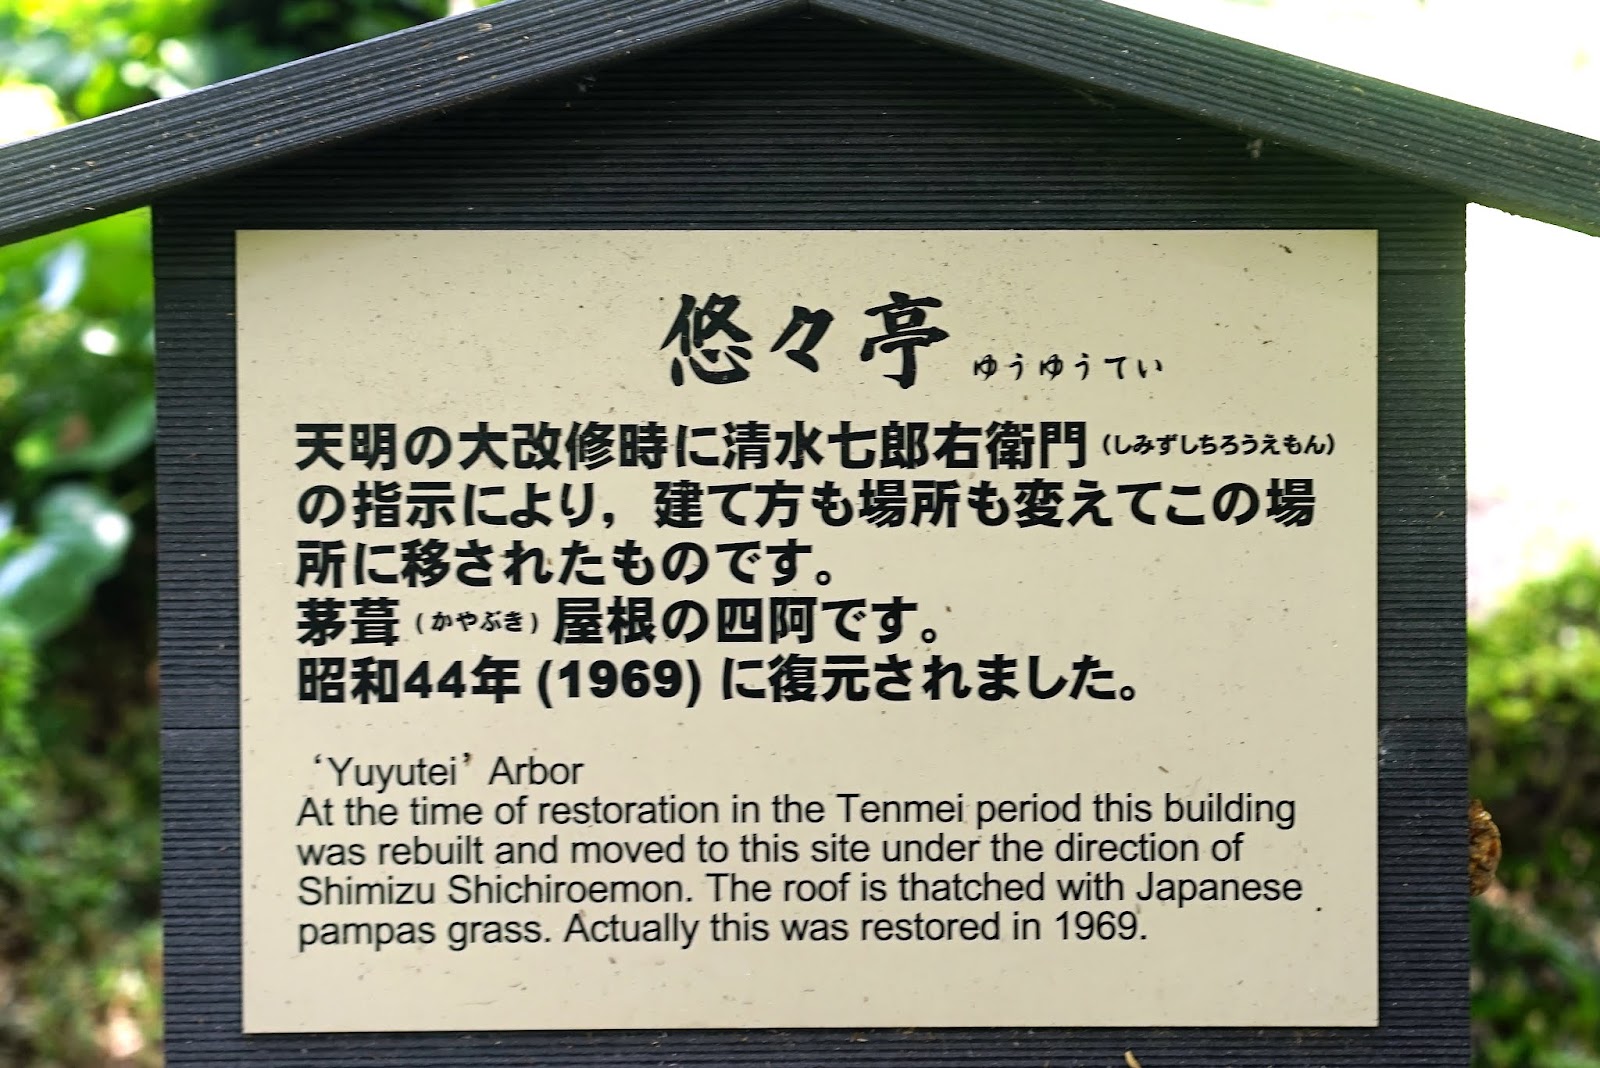 悠々亭 ゆうゆうてい
天明の大改修時に清水七郎右衛門（しみずしちろうえもん）
の指示により，建て方も場所も変えてこの場
所に移されたものです。
茅葺（かやぶき）屋根の四阿です。
昭和44年 (1969) に復元されました。
‘Yuyutei’ Arbor
At the time of restoration in the Tenmei period this building
was rebuilt and moved to this site under the direction of
Shimizu Shichiroemon. The roof is thatched with Japanese
pampas grass. Actually this was restored in 1969.